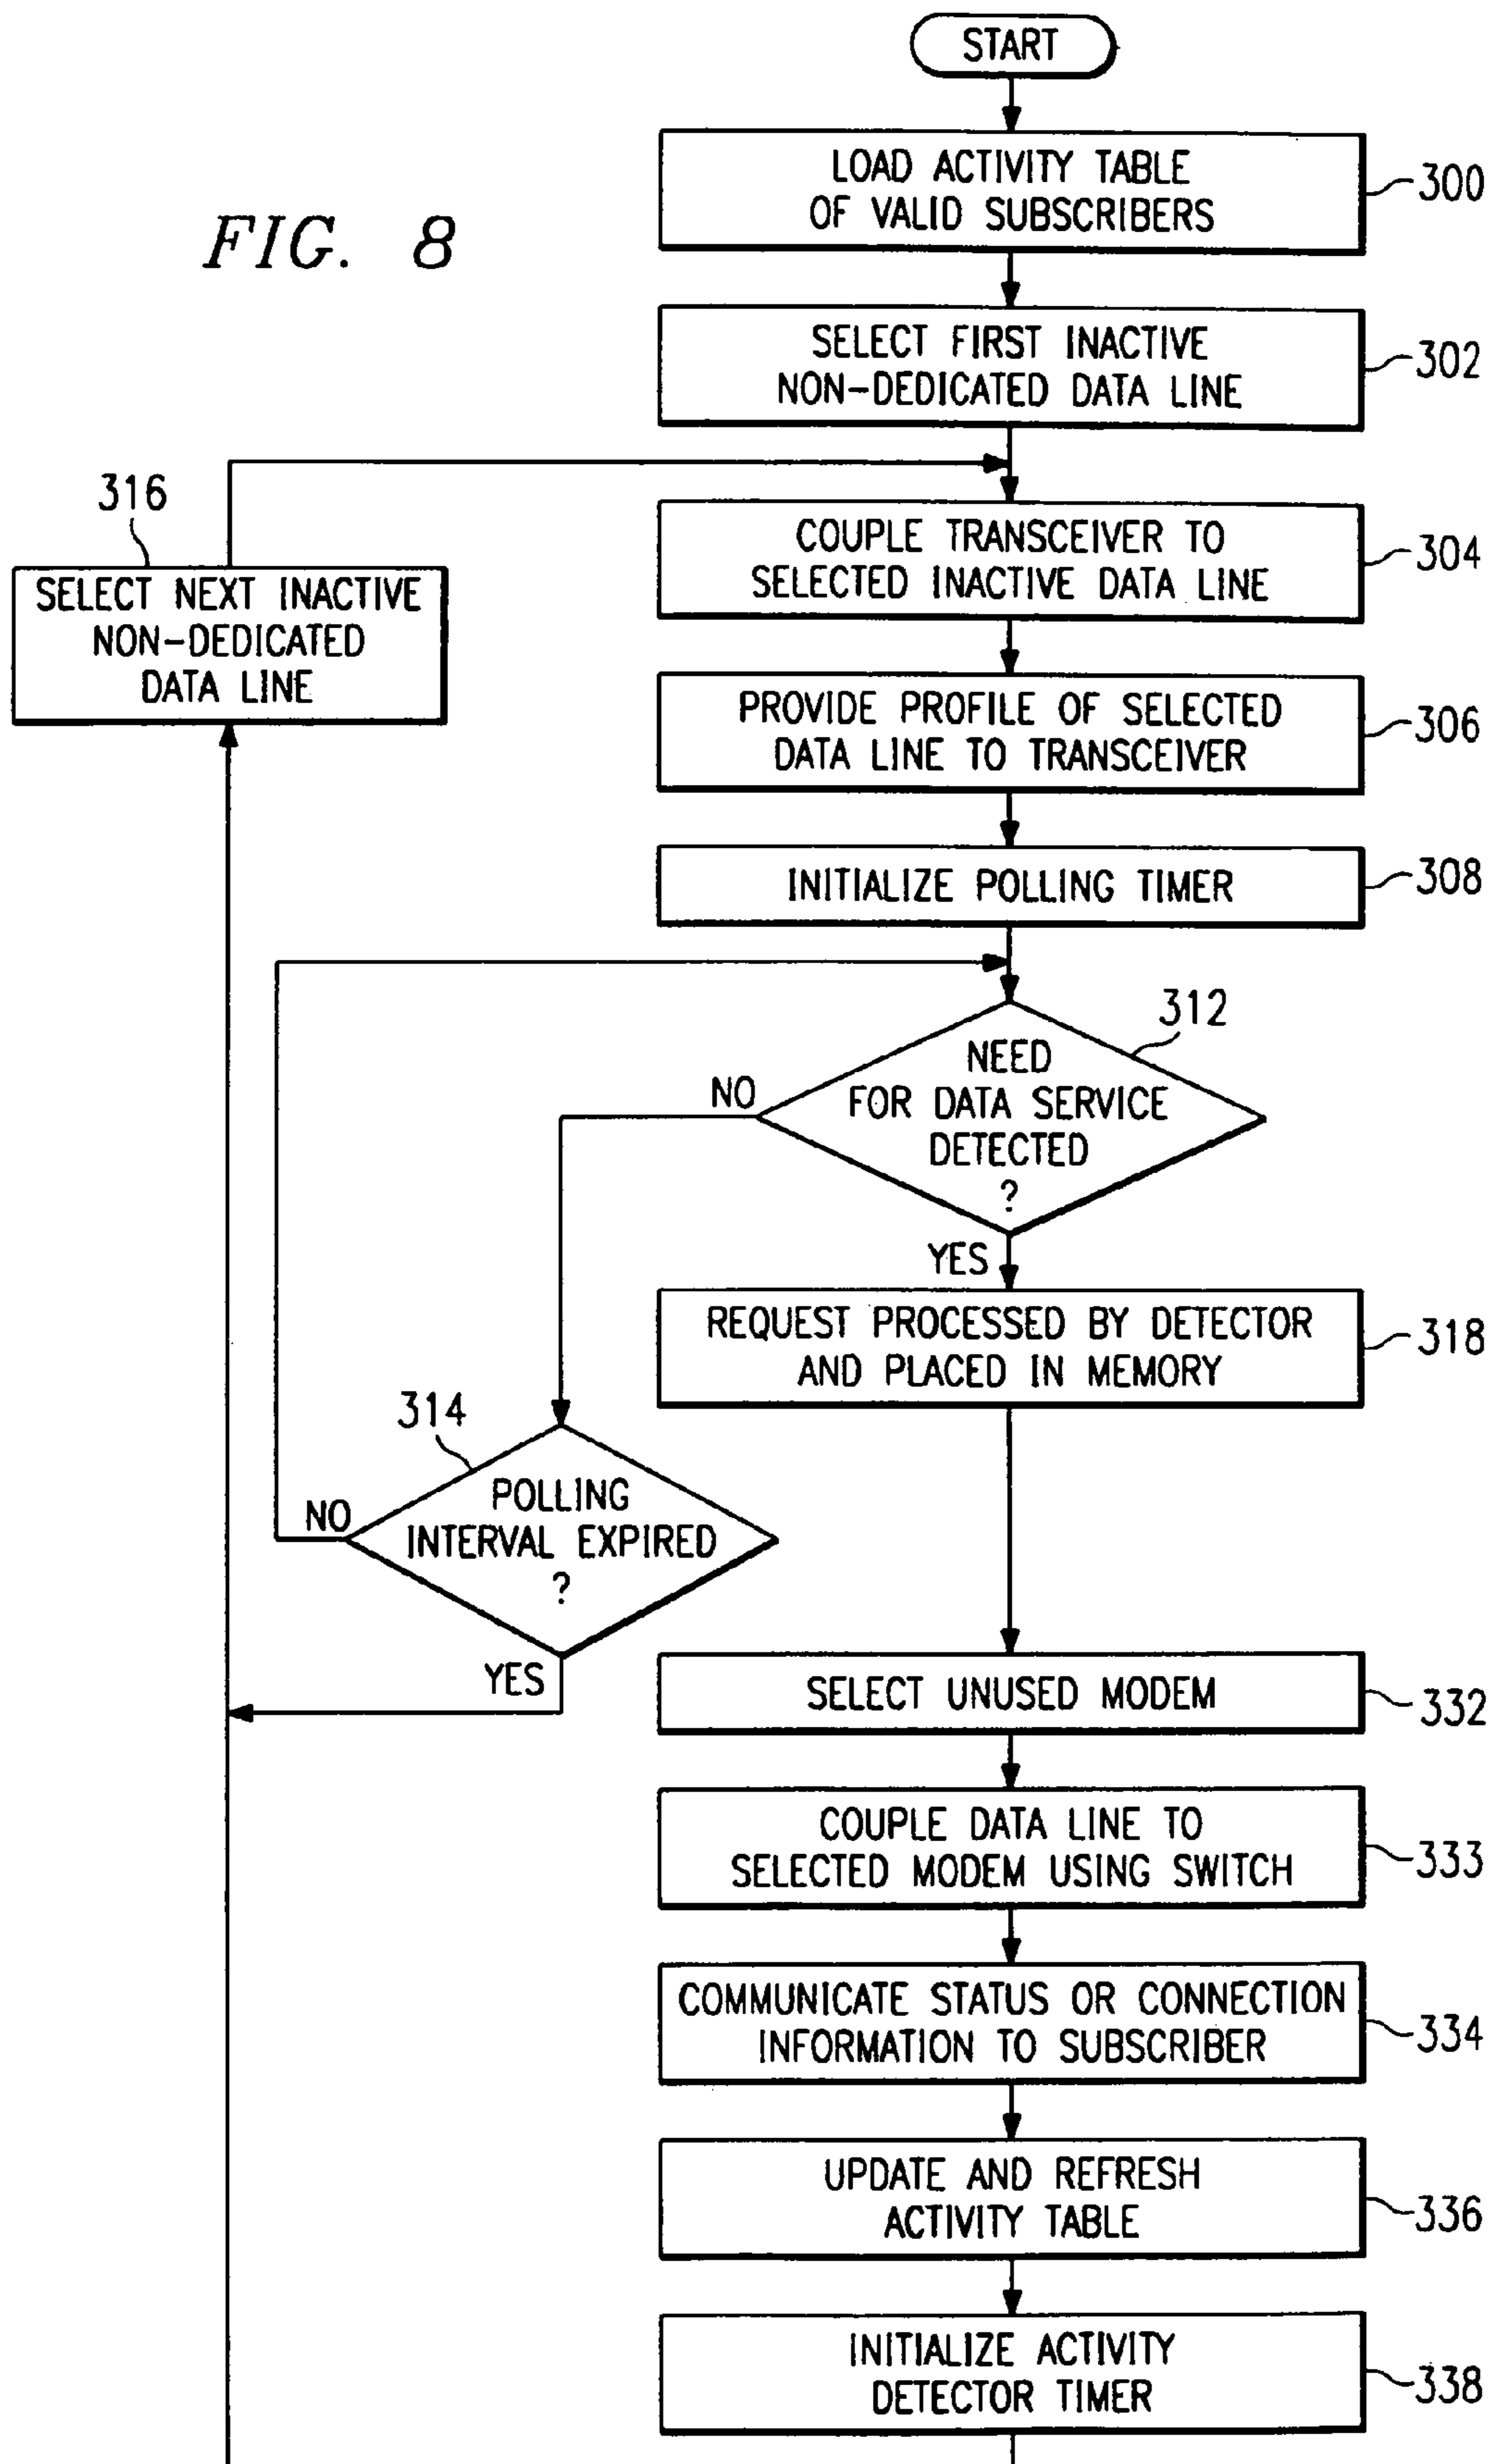 START
FIG. 8
LOAD ACTIVITY TABLE
OF VALID SUBSCRIBERS
300
SELECT FIRST INACTIVE
NON-DEDICATED DATA LINE
302
316
SELECT NEXT INACTIVE
NON-DEDICATED
DATA LINE
COUPLE TRANSCEIVER TO
SELECTED INACTIVE DATA LINE
304
PROVIDE PROFILE OF SELECTED
DATA LINE TO TRANSCEIVER
306
INITIALIZE POLLING TIMER
308
312
NEED
FOR DATA SERVICE
DETECTED
?
NO
YES
REQUEST PROCESSED BY DETECTOR
AND PLACED IN MEMORY
318
314
POLLING
INTERVAL EXPIRED
?
NO
YES
SELECT UNUSED MODEM
332
COUPLE DATA LINE TO
SELECTED MODEM USING SWITCH
333
COMMUNICATE STATUS OR CONNECTION
INFORMATION TO SUBSCRIBER
334
UPDATE AND REFRESH
ACTIVITY TABLE
336
INITIALIZE ACTIVITY
DETECTOR TIMER
338